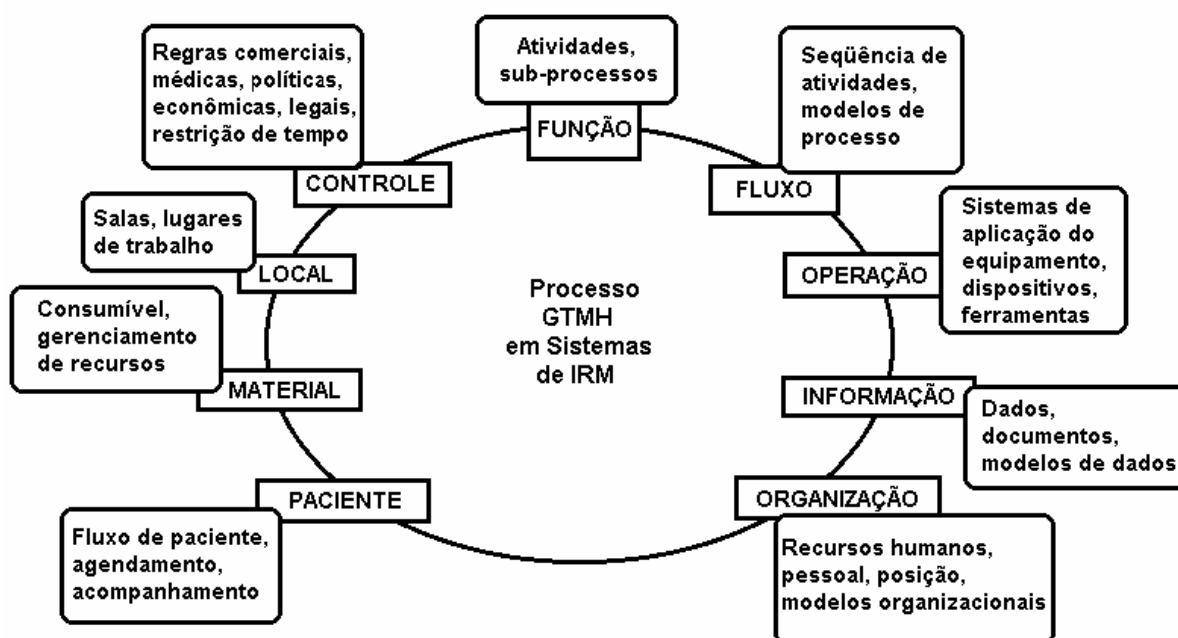 Atividades,
sub-processos
FUNÇÃO
Seqüência de
atividades,
modelos de
processo
FLUXO
Sistemas de
aplicação do
equipamento,
dispositivos,
ferramentas
OPERAÇÃO
Dados,
documentos,
modelos de dados
INFORMAÇÃO
Recursos humanos,
pessoal, posição,
modelos organizacionais
ORGANIZAÇÃO
Fluxo de paciente,
agendamento,
acompanhamento
PACIENTE
Consumível,
gerenciamento
de recursos
MATERIAL
Salas, lugares
de trabalho
LOCAL
Regras comerciais,
médicas, políticas,
econômicas, legais,
restrição de tempo
CONTROLE
Processo
GTMH
em Sistemas
de IRM